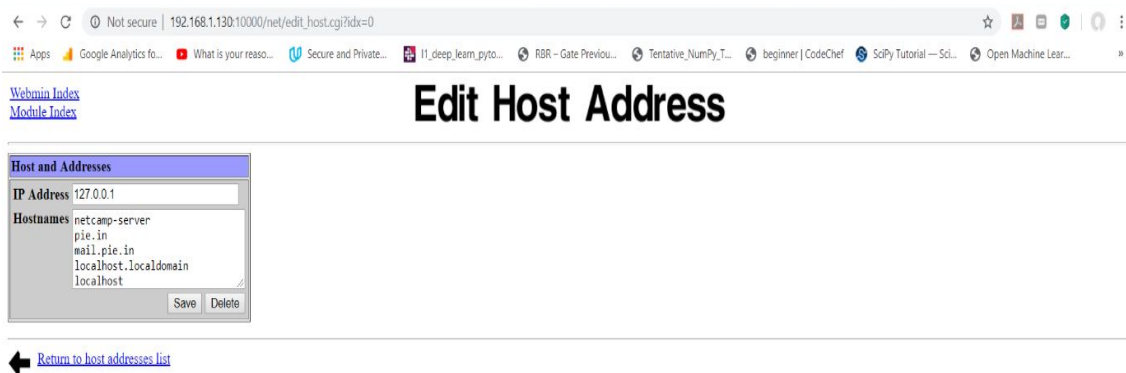 Not secure | 192.168.1.130:10000/net/edit_host.cgi?idx=0
Apps Google Analytics fo... What is your reaso... Secure and Private... l1_deep_learn_pyto... RBR – Gate Previou... Tentative_NumPy_T... beginner | CodeChef SciPy Tutorial — Sci... Open Machine Lear... »
Webmin Index
Module Index
Edit Host Address
Host and Addresses
IP Address 127.0.0.1
Hostnames netcamp-server
pie.in
mail.pie.in
localhost.localdomain
localhost
Save Delete
Return to host addresses list